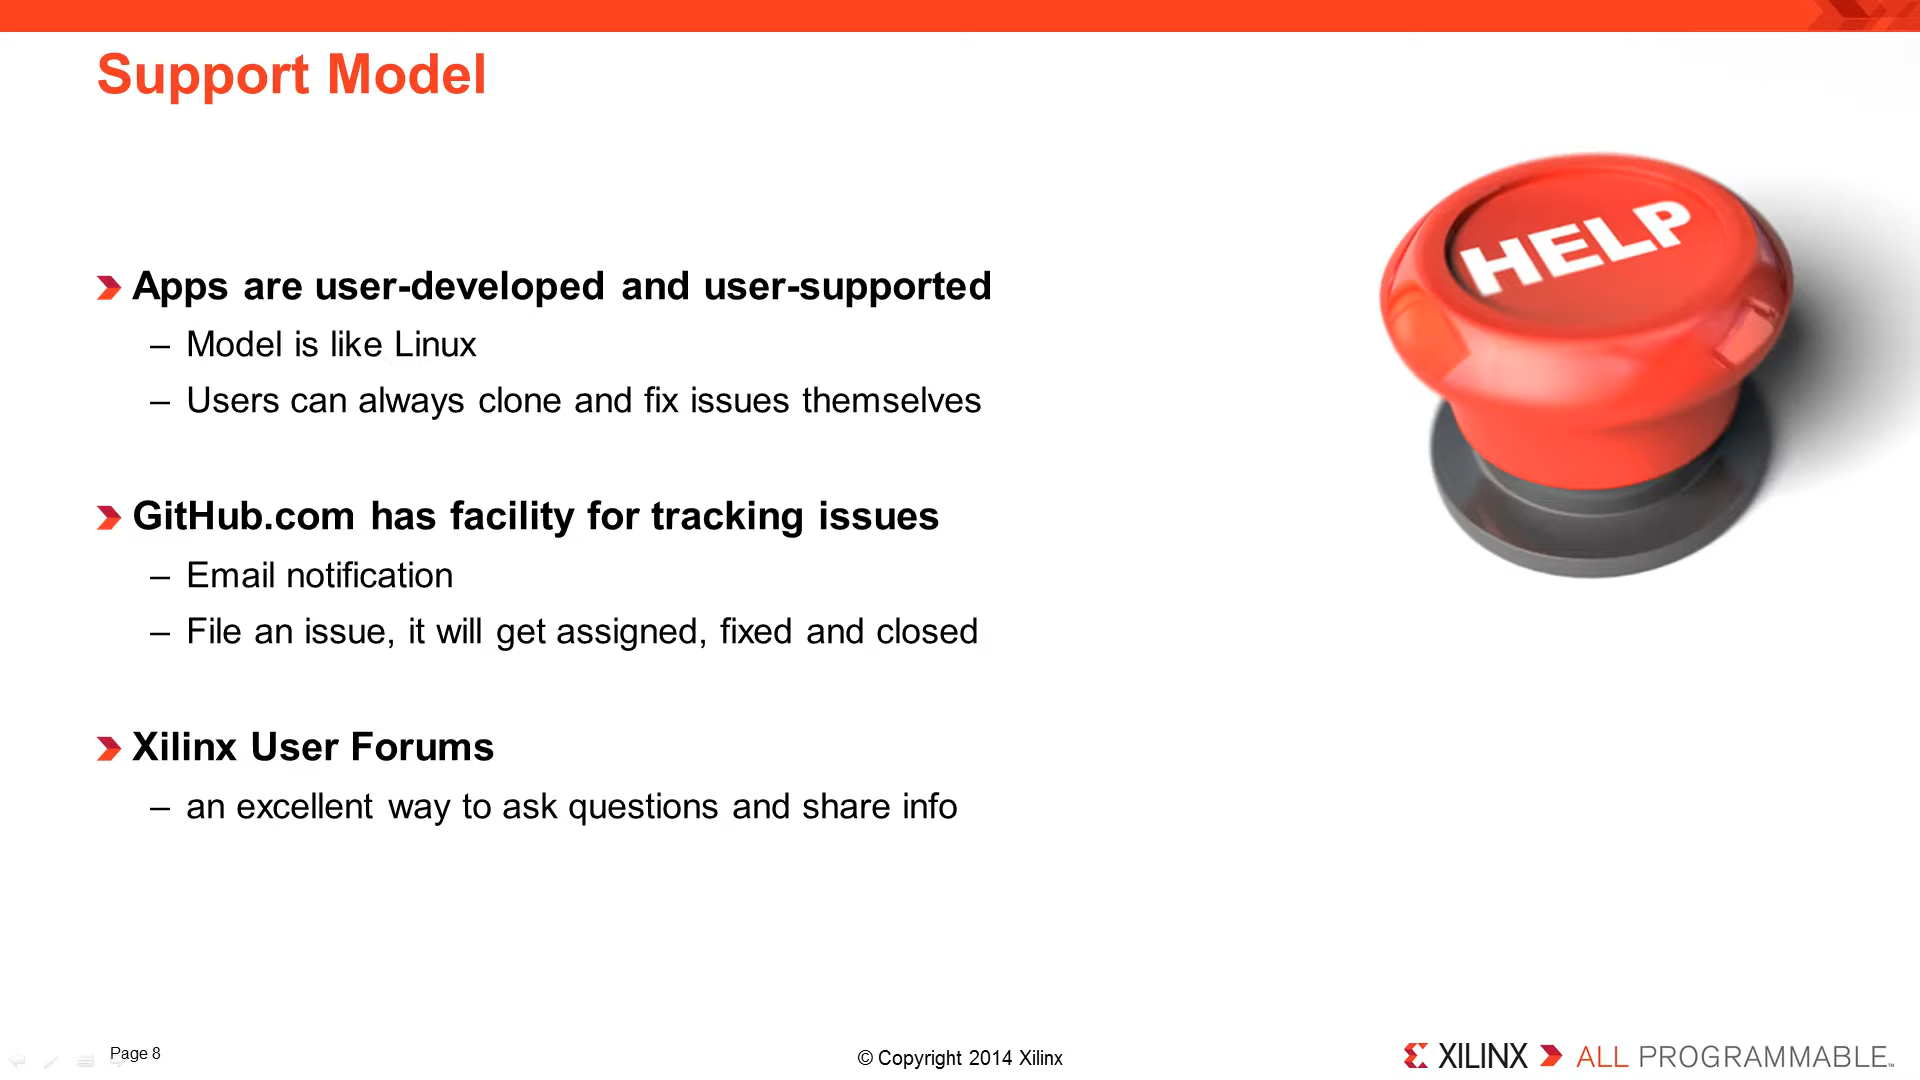 Support Model
HELP
Apps are user-developed and user-supported
– Model is like Linux
– Users can always clone and fix issues themselves
GitHub.com has facility for tracking issues
– Email notification
– File an issue, it will get assigned, fixed and closed
Xilinx User Forums
– an excellent way to ask questions and share info
Page 8
© Copyright 2014 Xilinx
XILINX ALL PROGRAMMABLE™